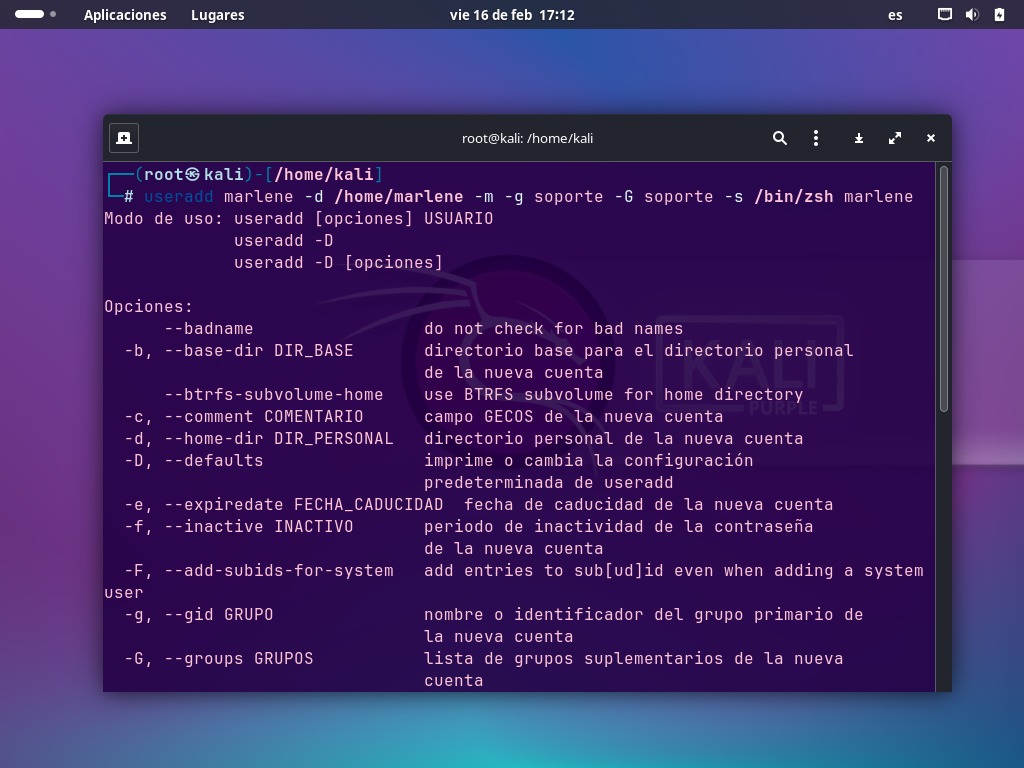 Aplicaciones Lugares vie 16 de feb 17:12 es
root@kali: /home/kali
┌──(root㉿kali)-[/home/kali]
└─# useradd marlene -d /home/marlene -m -g soporte -G soporte -s /bin/zsh marlene
Modo de uso: useradd [opciones] USUARIO
             useradd -D
             useradd -D [opciones]
Opciones:
      --badname                 do not check for bad names
  -b, --base-dir DIR_BASE       directorio base para el directorio personal
                                de la nueva cuenta
      --btrfs-subvolume-home    use BTRFS subvolume for home directory
  -c, --comment COMENTARIO      campo GECOS de la nueva cuenta
  -d, --home-dir DIR_PERSONAL   directorio personal de la nueva cuenta
  -D, --defaults                imprime o cambia la configuración
                                predeterminada de useradd
  -e, --expiredate FECHA_CADUCIDAD  fecha de caducidad de la nueva cuenta
  -f, --inactive INACTIVO       periodo de inactividad de la contraseña
                                de la nueva cuenta
  -F, --add-subids-for-system   add entries to sub[ud]id even when adding a system
user
  -g, --gid GRUPO               nombre o identificador del grupo primario de
                                la nueva cuenta
  -G, --groups GRUPOS           lista de grupos suplementarios de la nueva
                                cuenta
KALI
PURPLE